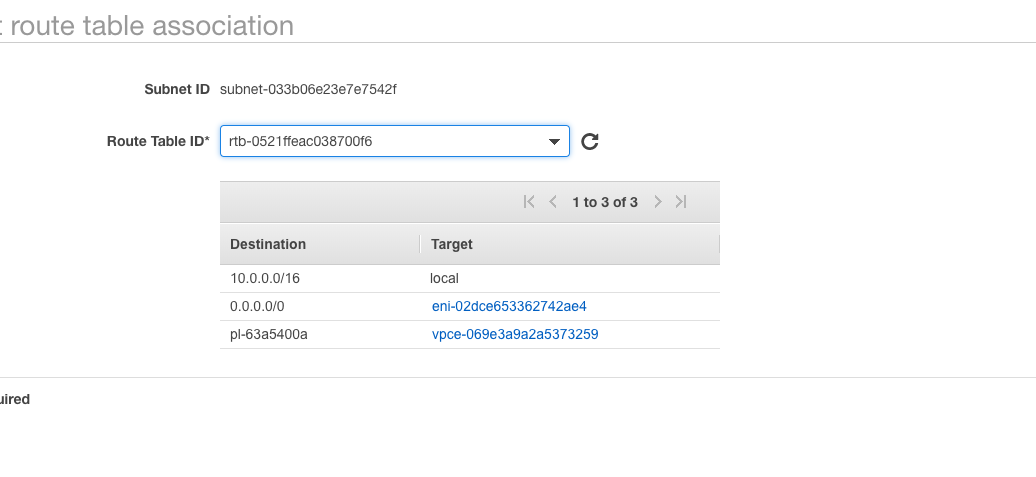 : route table association
Subnet ID subnet-033b06e23e7e7542f
Route Table ID* rtb-0521ffeac038700f6
1 to 3 of 3
Destination Target
10.0.0.0/16 local
0.0.0.0/0 eni-02dce653362742ae4
pl-63a5400a vpce-069e3a9a2a5373259
uired